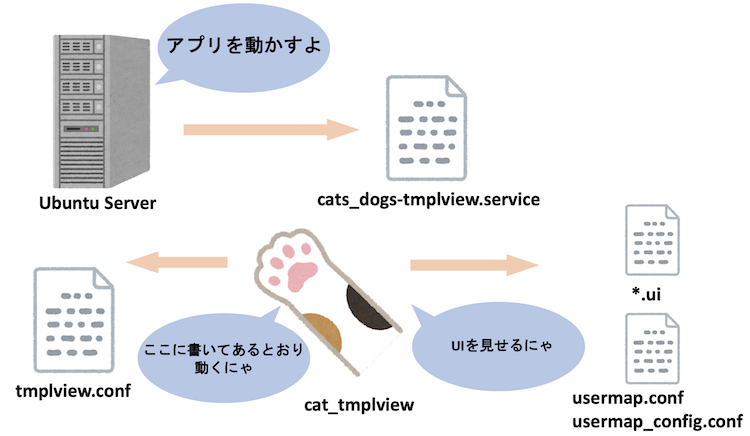 アプリを動かすよ
Ubuntu Server
cats_dogs-tmplview.service
*.ui
ここに書いてあるとおり
動くにゃ
UIを見せるにゃ
tmplview.conf
cat_tmplview
usermap.conf
usermap_config.conf